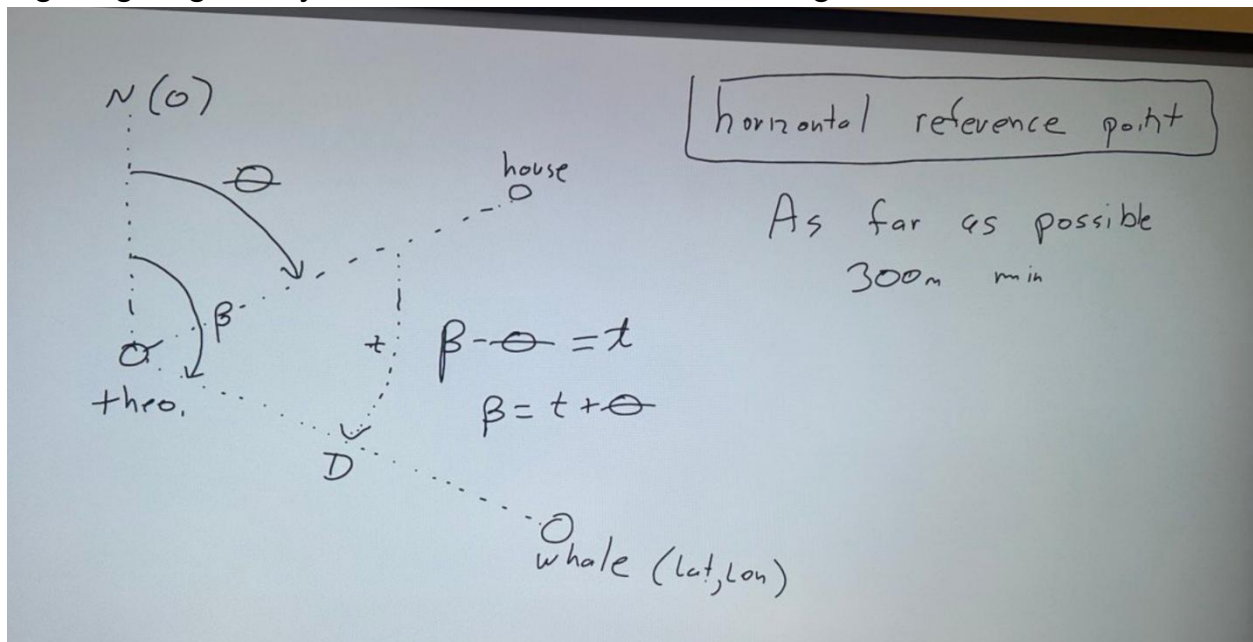 N (0)
horizontal reference point
Θ
house
As far as possible
300m min
β
t
β - Θ = t
theo.
β = t + Θ
D
whale (Lat, Lon)